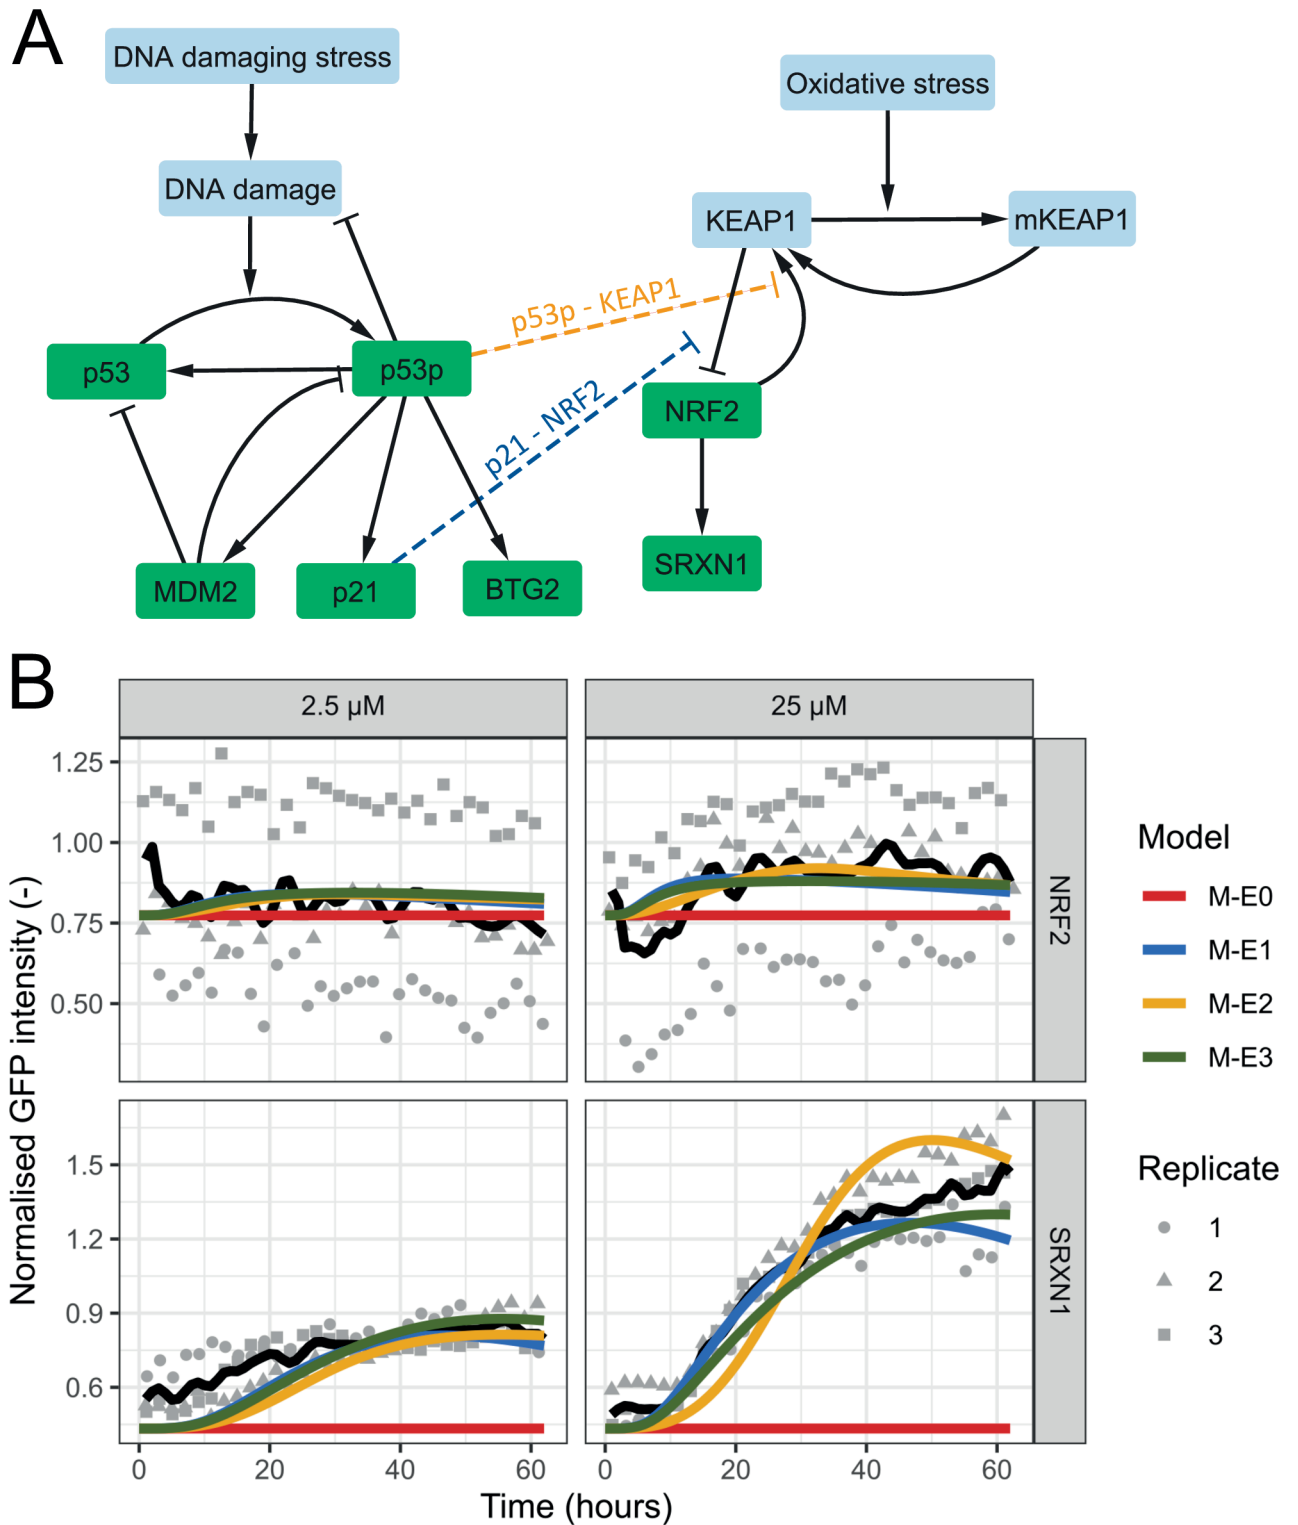 A
DNA damaging stress
Oxidative stress
DNA damage
KEAP1
mKEAP1
p53p - KEAP1
p53
p53p
p21 - NRF2
NRF2
SRXN1
MDM2
p21
BTG2
B
2.5 µM
25 µM
1.25
1.00
0.75
0.50
NRF2
1.5
1.2
0.9
0.6
SRXN1
0
20
40
60
0
20
40
60
Time (hours)
Normalised GFP intensity (-)
Model
M-E0
M-E1
M-E2
M-E3
Replicate
1
2
3